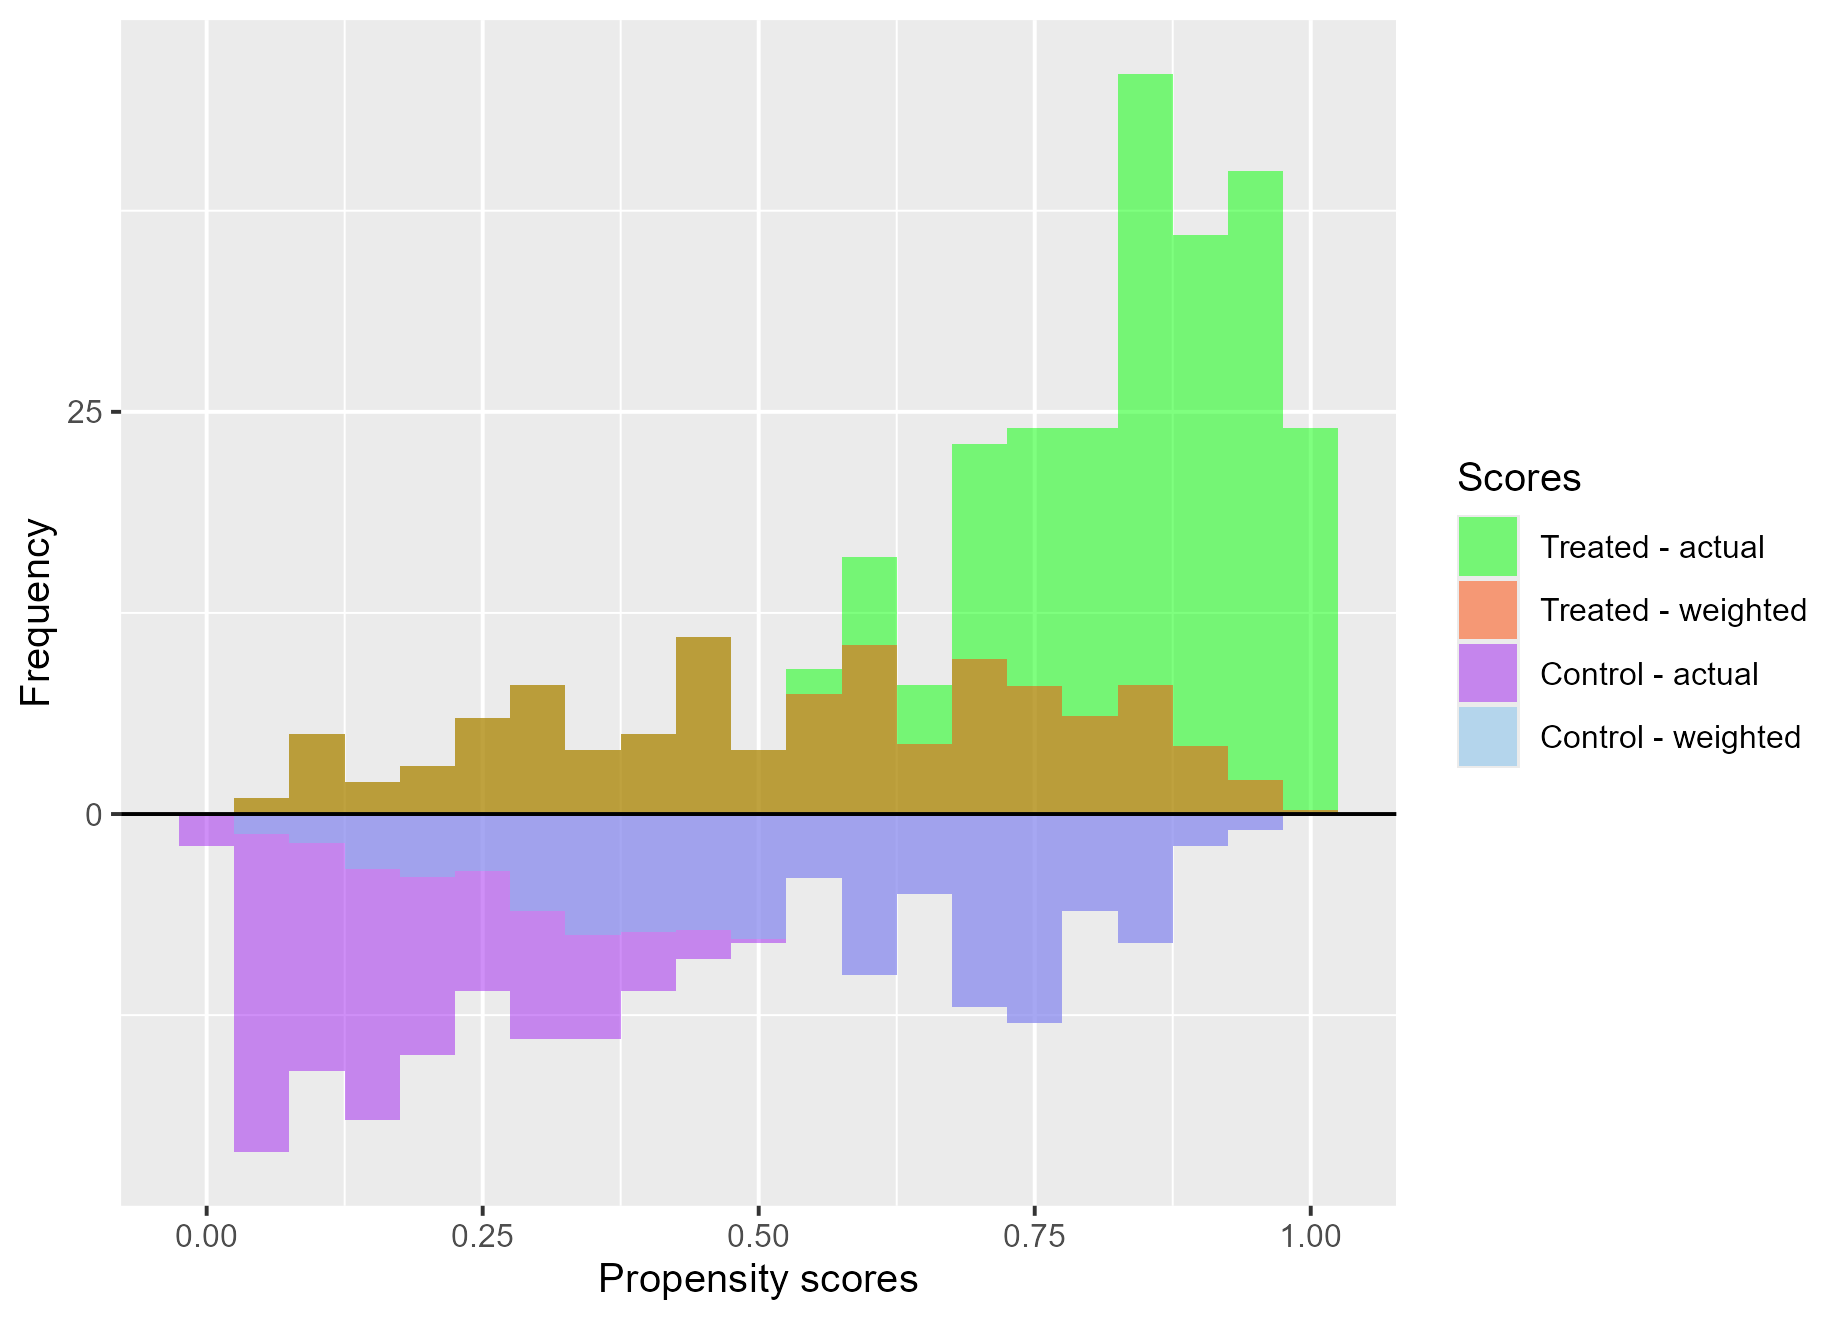 Frequency
25
0
0.00 0.25 0.50 0.75 1.00
Propensity scores
Scores
Treated - actual
Treated - weighted
Control - actual
Control - weighted